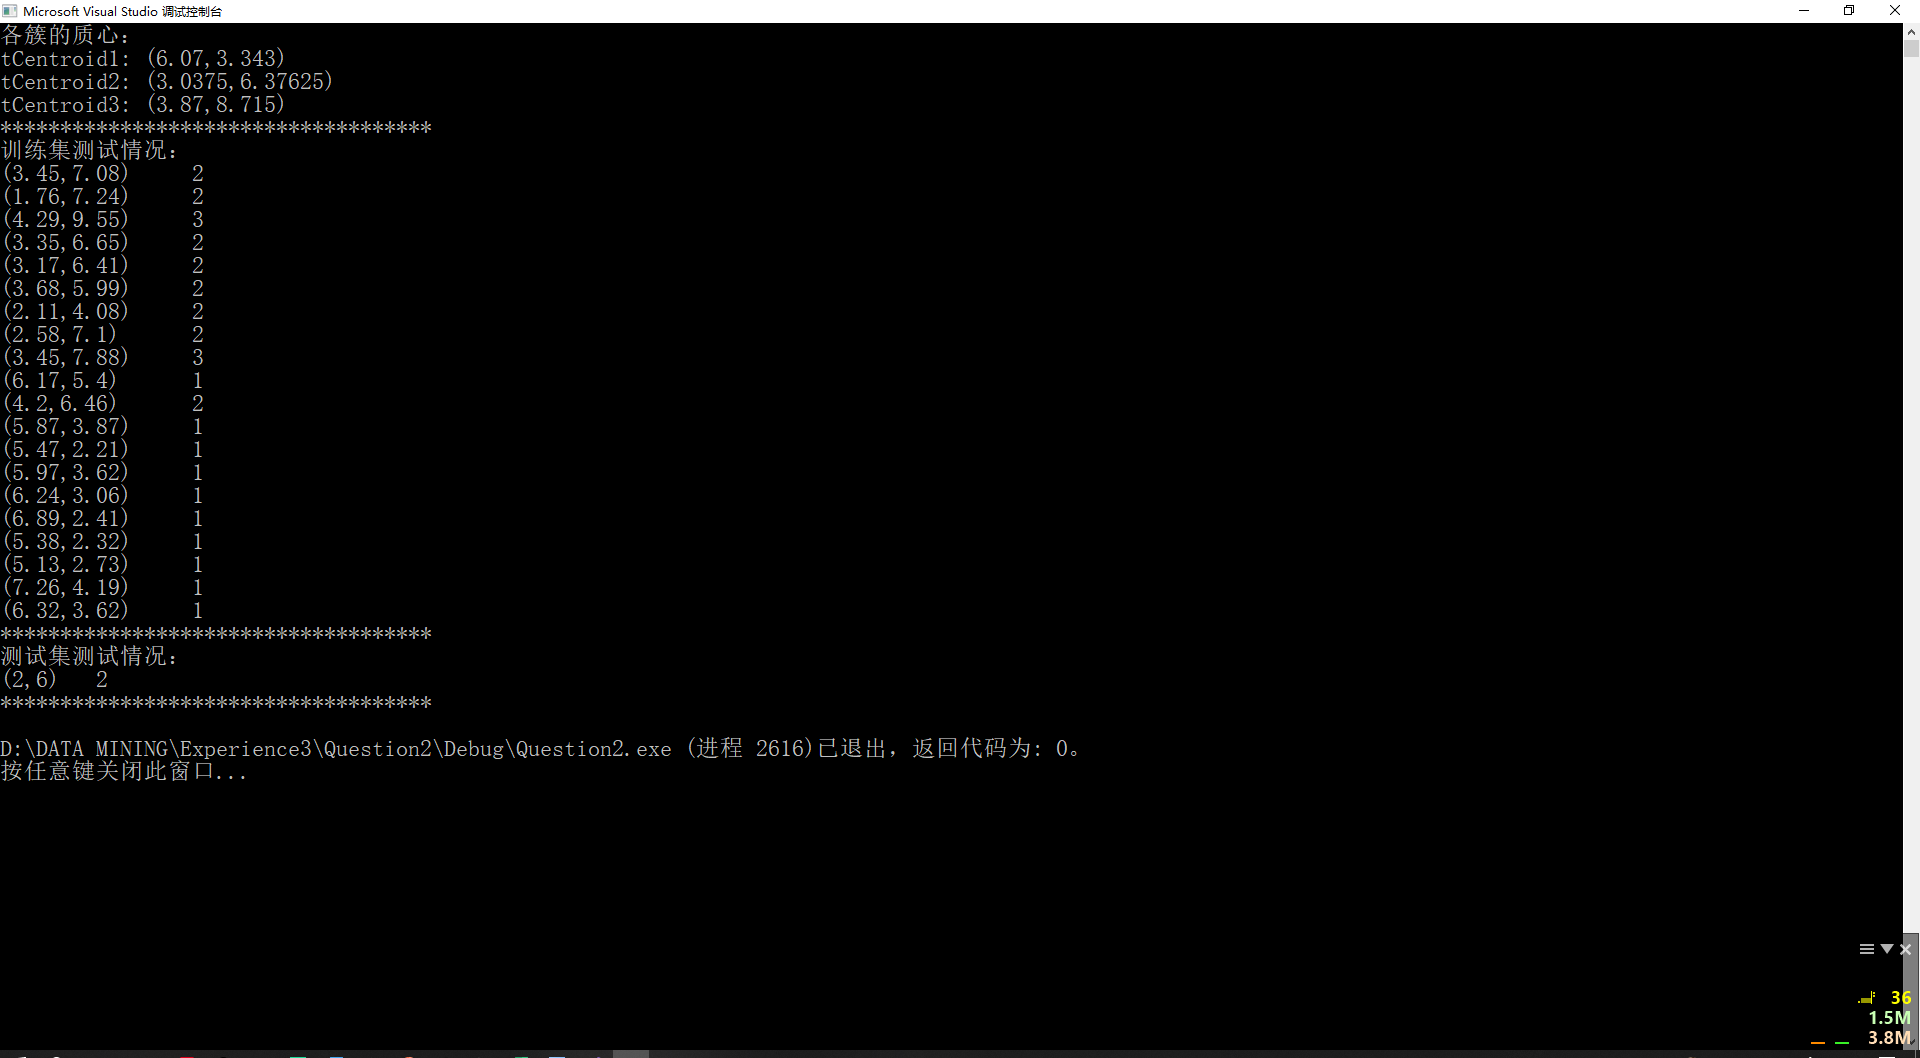 Microsoft Visual Studio 调试控制台
各簇的质心：
tCentroid1: (6.07,3.343)
tCentroid2: (3.0375,6.37625)
tCentroid3: (3.87,8.715)
************************************
训练集测试情况：
(3.45,7.08) 2
(1.76,7.24) 2
(4.29,9.55) 3
(3.35,6.65) 2
(3.17,6.41) 2
(3.68,5.99) 2
(2.11,4.08) 2
(2.58,7.1) 2
(3.45,7.88) 3
(6.17,5.4) 1
(4.2,6.46) 2
(5.87,3.87) 1
(5.47,2.21) 1
(5.97,3.62) 1
(6.24,3.06) 1
(6.89,2.41) 1
(5.38,2.32) 1
(5.13,2.73) 1
(7.26,4.19) 1
(6.32,3.62) 1
************************************
测试集测试情况：
(2,6) 2
************************************
D:\DATA MINING\Experience3\Question2\Debug\Question2.exe (进程 2616)已退出，返回代码为: 0。
按任意键关闭此窗口...
36
1.5M
3.8M